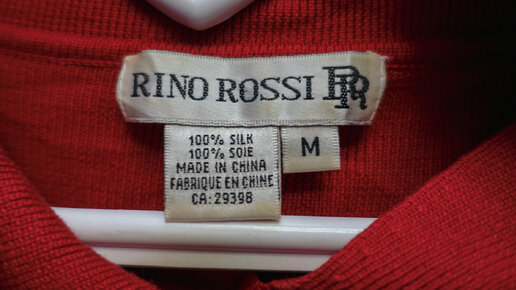 RINO ROSSI RR
100% SILK
100% SOIE
MADE IN CHINA
FABRIQUE EN CHINE
CA: 29398
M